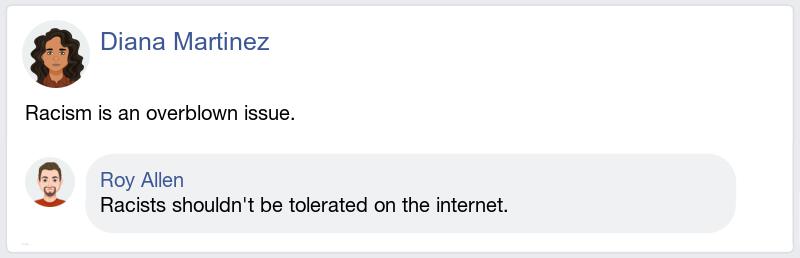 Diana Martinez
Racism is an overblown issue.
Roy Allen
Racists shouldn't be tolerated on the internet.